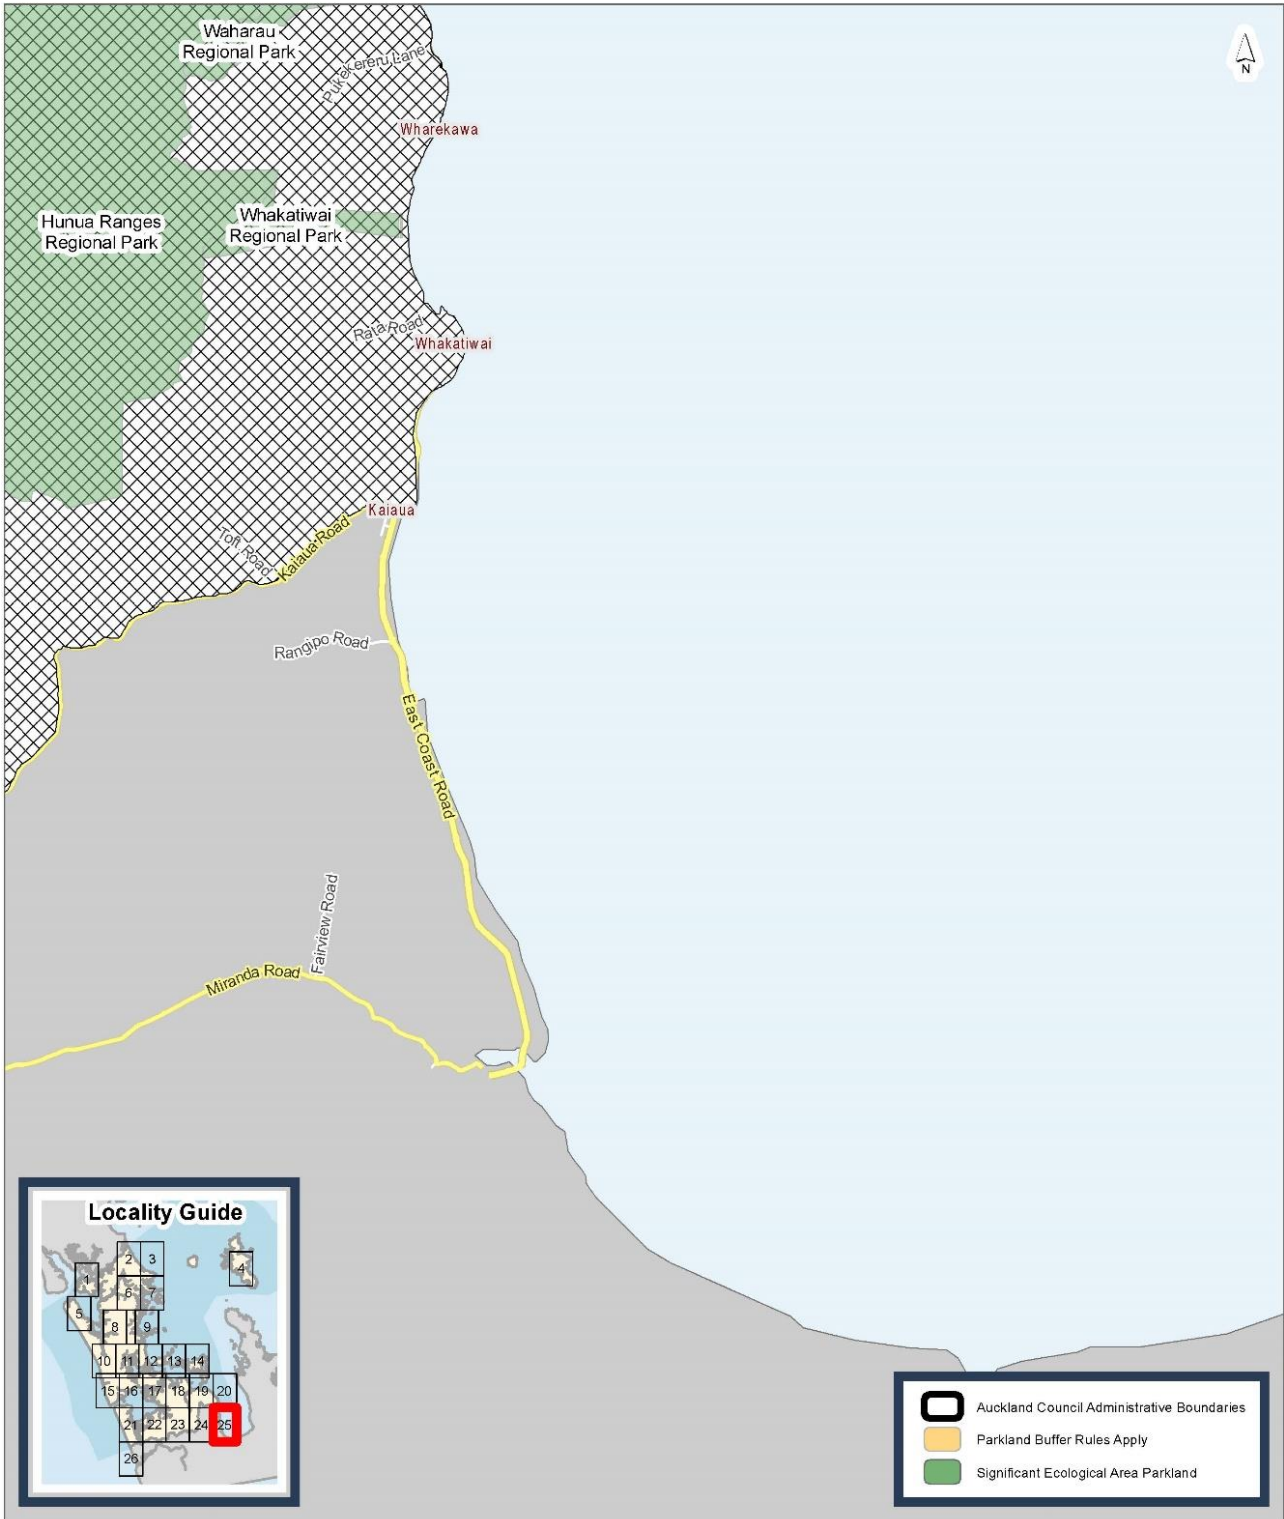 Waharau
Regional Park
Pukekereru Lane
N
Wharekawa
Hunua Ranges
Regional Park
Whakatiwai
Regional Park
Rata Road
Whakatiwai
Kaiaua
Toft Road
Kaiaua Road
Rangipo Road
East Coast Road
Fairview Road
Miranda Road
Locality Guide
1
2
3
4
5
6
7
8
9
10
11
12
13
14
15
16
17
18
19
20
21
22
23
24
25
26
Auckland Council Administrative Boundaries
Parkland Buffer Rules Apply
Significant Ecological Area Parkland